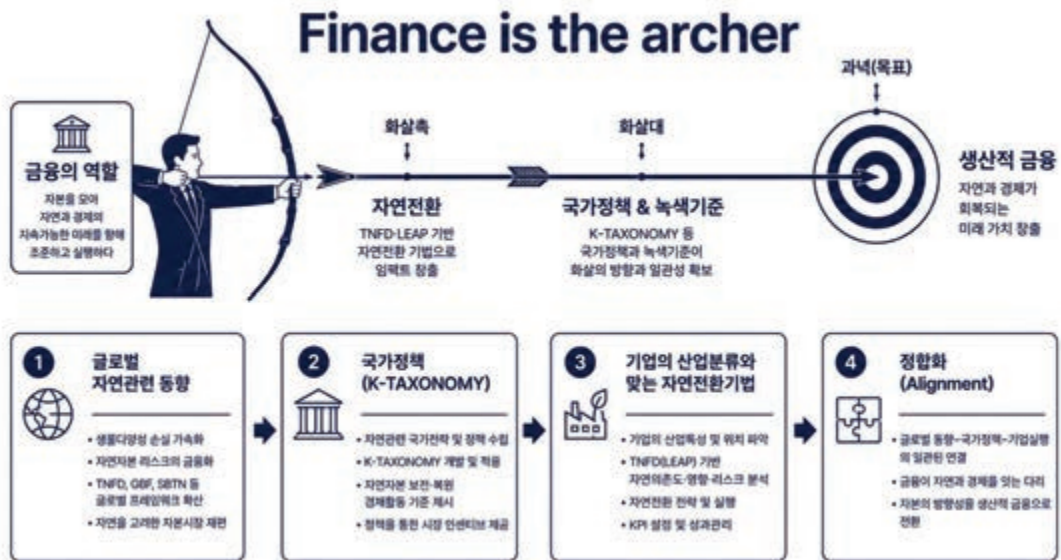 Finance is the archer
금융의 역할
자본을 모아
자연과 경제의
지속가능한 미래를 향해
조준하고 실행하다
화살촉
자연전환
TNFD·LEAP 기반
자연전환 기법으로
임팩트 창출
화살대
국가정책 & 녹색기준
K-TAXONOMY 등
국가정책과 녹색기준이
화살의 방향과 일관성 확보
과녁(목표)
생산적 금융
자연과 경제가
회복되는
미래 가치 창출
1
글로벌
자연관련 동향
• 생물다양성 손실 가속화
• 자연자본 리스크의 금융화
• TNFD, GBF, SBTN 등
글로벌 프레임워크 확산
• 자연을 고려한 자본시장 재편
2
국가정책
(K-TAXONOMY)
• 자연관련 국가전략 및 정책 수립
• K-TAXONOMY 개발 및 적용
• 자연자본 보전·복원
경제활동 기준 제시
• 정책을 통한 시장 인센티브 제공
3
기업의 산업분류와
맞는 자연전환기법
• 기업의 산업특성 및 위치 파악
• TNFD(LEAP) 기반
자연의존도·영향·리스크 분석
• 자연전환 전략 및 실행
• KPI 설정 및 성과관리
4
정합화
(Alignment)
• 글로벌 동향-국가정책-기업실행
의 일관된 연결
• 금융이 자연과 경제를 잇는 다리
• 자본의 방향성을 생산적 금융으로
전환